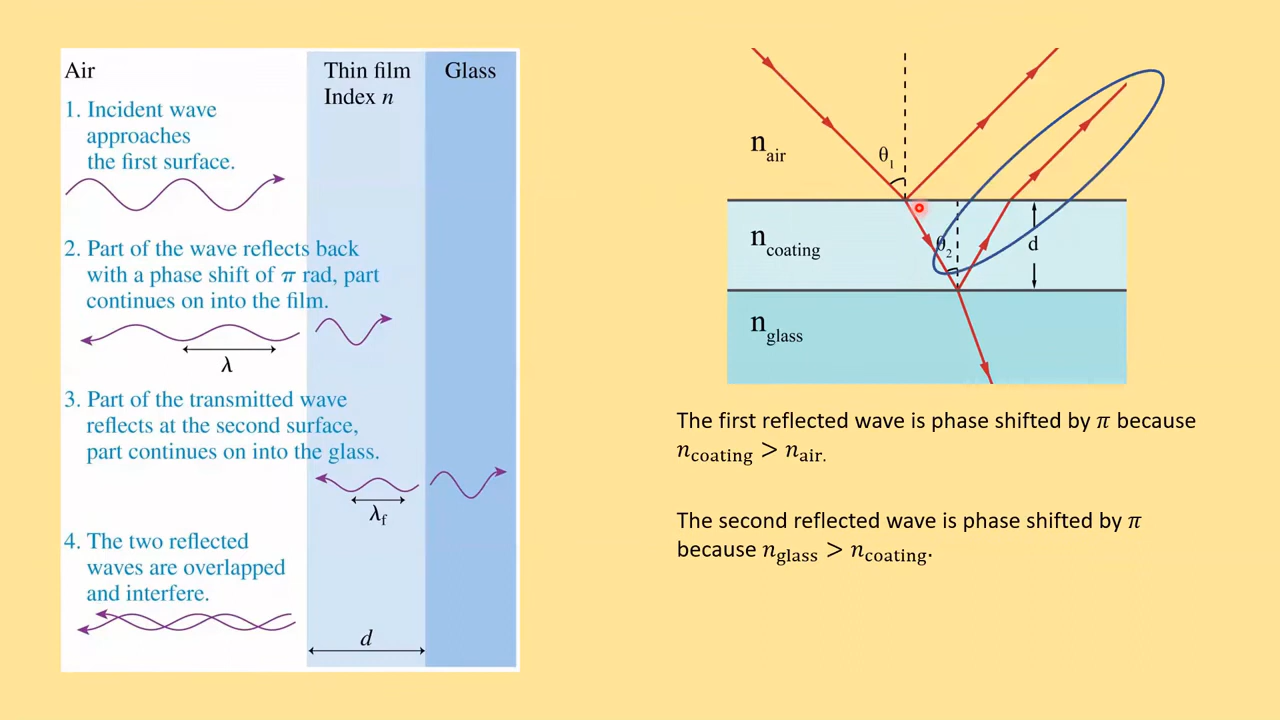 Air
Thin film
Index n
Glass
1. Incident wave
approaches
the first surface.
2. Part of the wave reflects back
with a phase shift of π rad, part
continues on into the film.
λ
3. Part of the transmitted wave
reflects at the second surface,
part continues on into the glass.
λf
4. The two reflected
waves are overlapped
and interfere.
d
nair
θ1
ncoating
θ2
d
nglass
The first reflected wave is phase shifted by π because
ncoating > nair.
The second reflected wave is phase shifted by π
because nglass > ncoating.